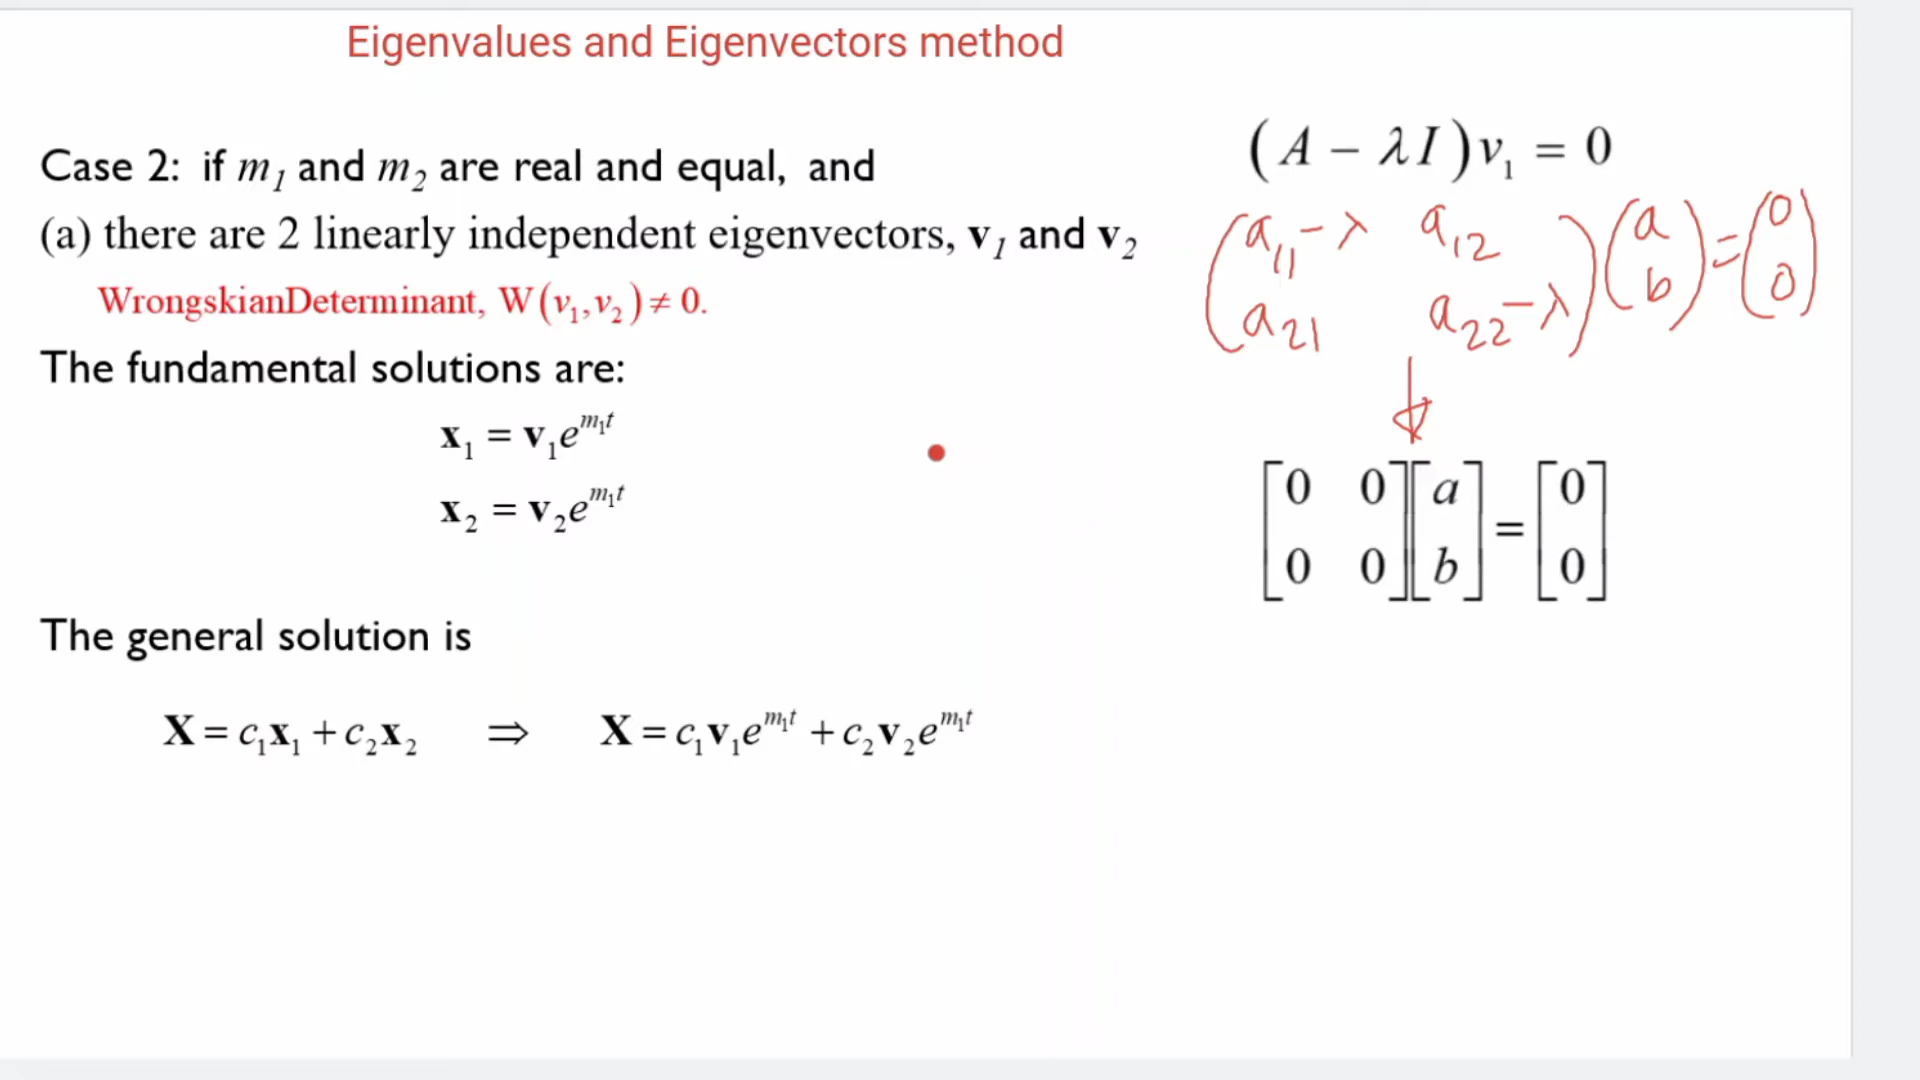 Eigenvalues and Eigenvectors method
Case 2: if m₁ and m₂ are real and equal, and
(a) there are 2 linearly independent eigenvectors, v₁ and v₂
WrongskianDeterminant, W(v₁,v₂) ≠ 0.
The fundamental solutions are:
x₁ = v₁e^{m₁t}
x₂ = v₂e^{m₁t}
The general solution is
X = c₁x₁ + c₂x₂ ⇒ X = c₁v₁e^{m₁t} + c₂v₂e^{m₁t}
(A − λI)v₁ = 0
(a₁₁−λ a₁₂) (a) = (0)
(a₂₁ a₂₂−λ) (b) (0)
↓
[0 0] [a] = [0]
[0 0] [b] [0]